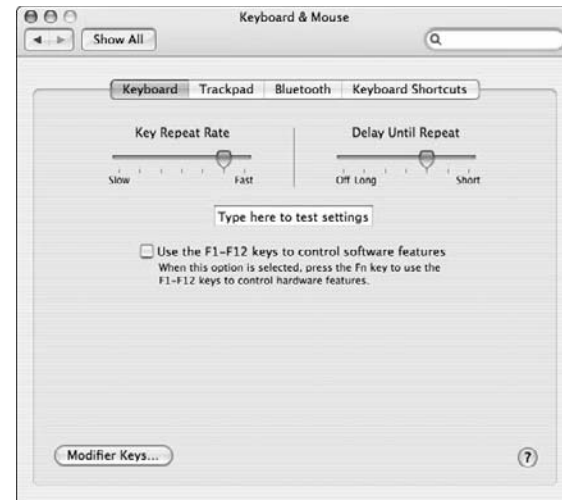 Keyboard & Mouse
Show All
Keyboard Trackpad Bluetooth Keyboard Shortcuts
Key Repeat Rate Delay Until Repeat
Slow Fast Off Long Short
Type here to test settings
Use the F1-F12 keys to control software features
When this option is selected, press the Fn key to use the
F1-F12 keys to control hardware features.
Modifier Keys... ?